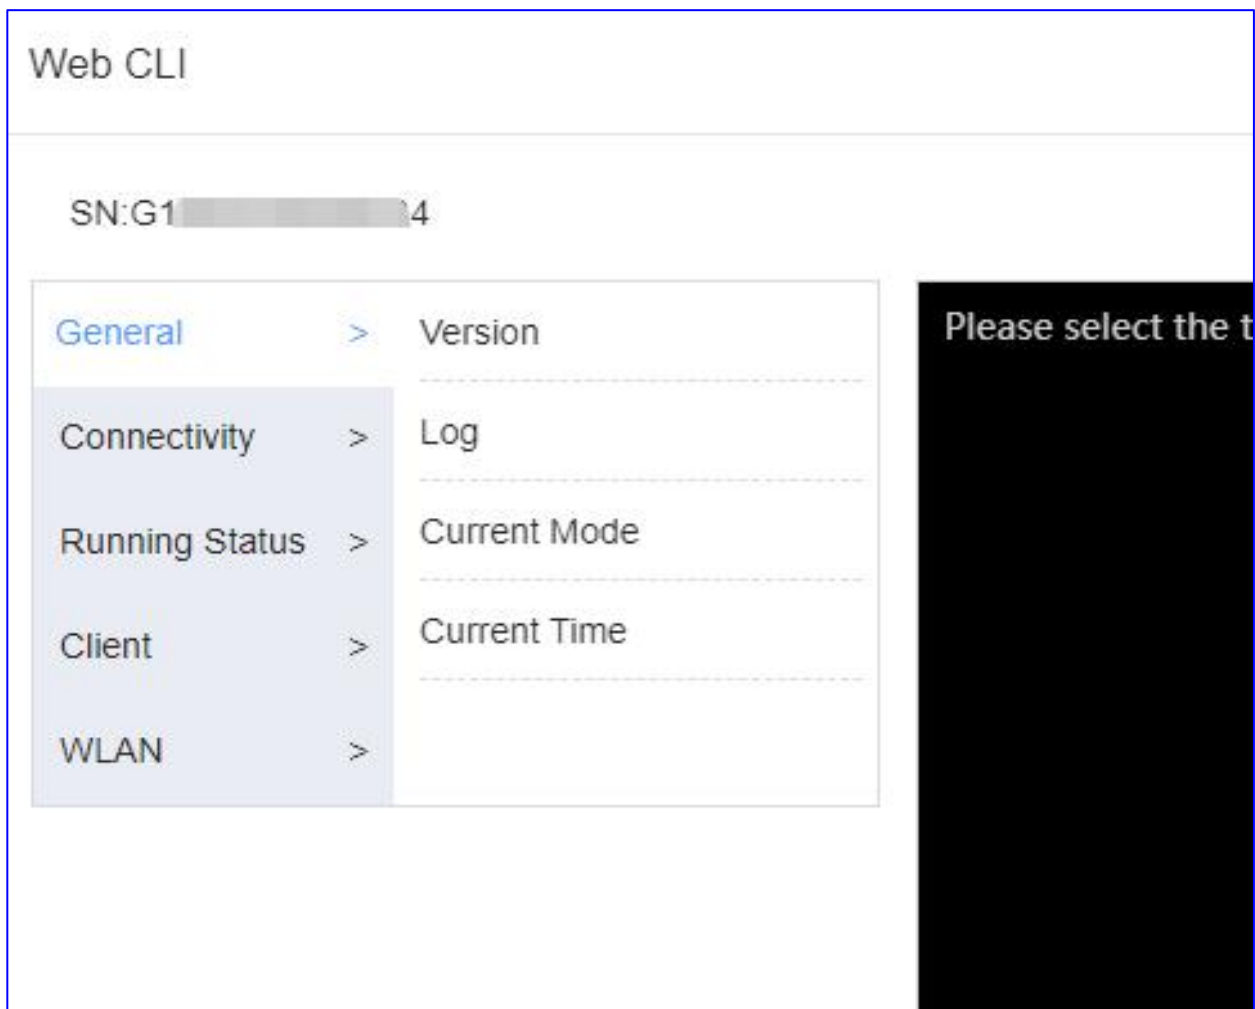 Web CLI
SN:G1 4
General >
Connectivity >
Running Status >
Client >
WLAN >
Version
Log
Current Mode
Current Time
Please select the t